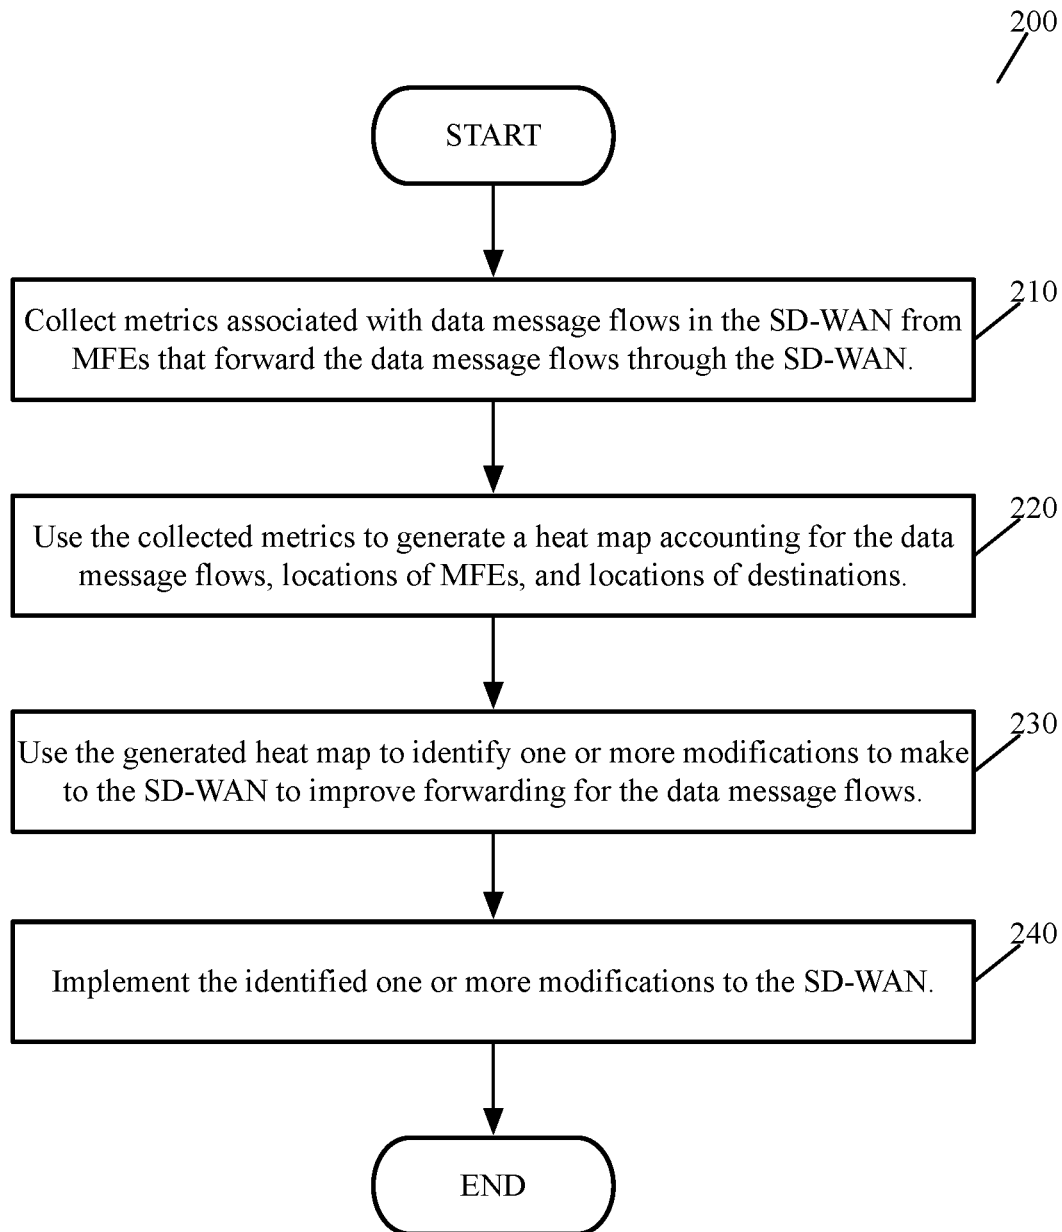 200
START
210
Collect metrics associated with data message flows in the SD-WAN from
MFEs that forward the data message flows through the SD-WAN.
220
Use the collected metrics to generate a heat map accounting for the data
message flows, locations of MFEs, and locations of destinations.
230
Use the generated heat map to identify one or more modifications to make
to the SD-WAN to improve forwarding for the data message flows.
240
Implement the identified one or more modifications to the SD-WAN.
END